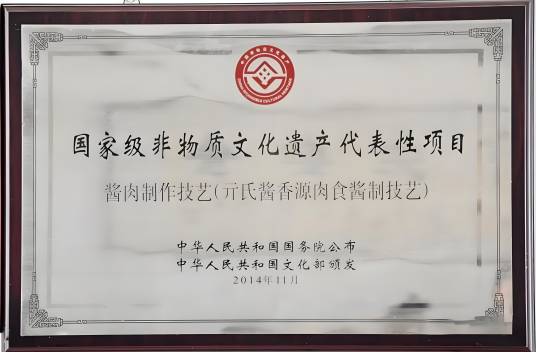 国家级非物质文化遗产代表性项目
酱肉制作技艺(亓氏酱香源肉食酱制技艺)
中华人民共和国国务院公布
中华人民共和国文化部颁发
2014年11月